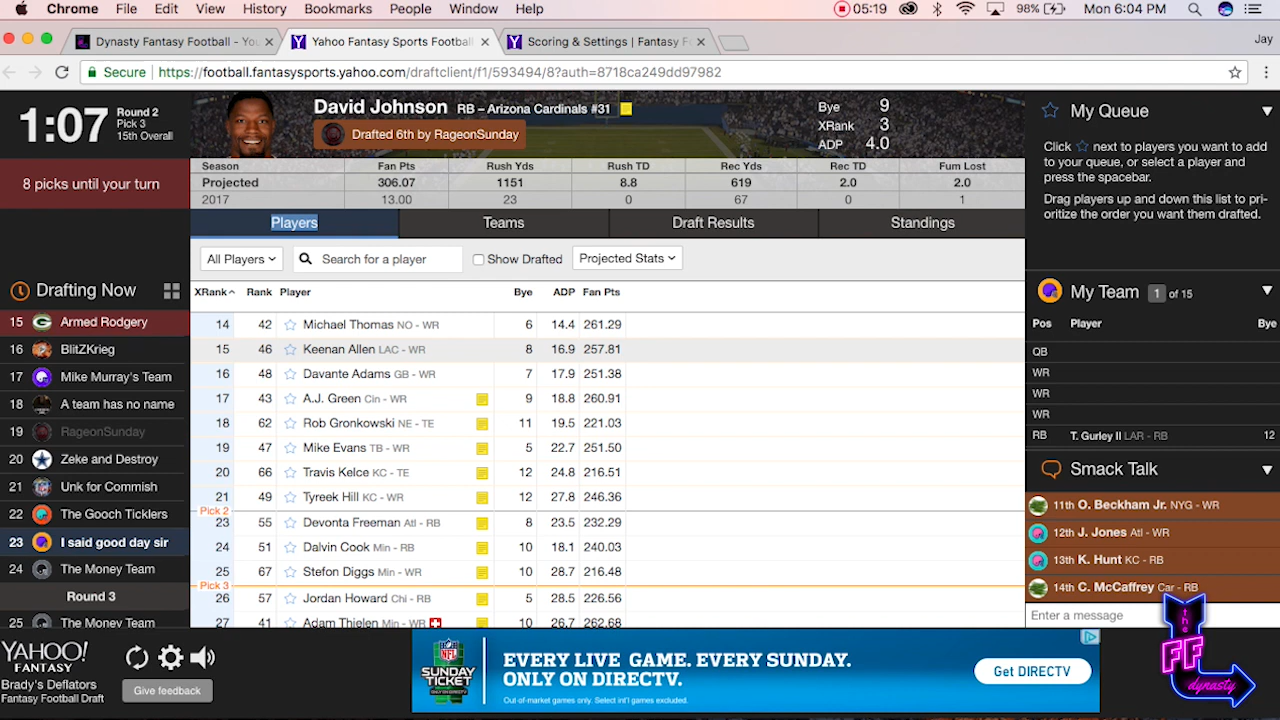 Chrome File Edit View History Bookmarks People Window Help 05:19 98% Mon 6:04 PM
Dynasty Fantasy Football - You Yahoo Fantasy Sports Football Scoring & Settings | Fantasy F Jay
Secure https://football.fantasysports.yahoo.com/draftclient/f1/593494/8?auth=8718ca249dd97982
1:07
Round 2
Pick 3
15th Overall
8 picks until your turn
David Johnson RB – Arizona Cardinals #31
Drafted 6th by RageonSunday
Bye 9
XRank 3
ADP 4.0
Season Fan Pts Rush Yds Rush TD Rec Yds Rec TD Fum Lost
Projected 306.07 1151 8.8 619 2.0 2.0
2017 13.00 23 0 67 0 1
Players Teams Draft Results Standings
All Players Search for a player Show Drafted Projected Stats
XRank Rank Player Bye ADP Fan Pts
14 42 Michael Thomas NO - WR 6 14.4 261.29
15 46 Keenan Allen LAC - WR 8 16.9 257.81
16 48 Davante Adams GB - WR 7 17.9 251.38
17 43 A.J. Green Cin - WR 9 18.8 260.91
18 62 Rob Gronkowski NE - TE 11 19.5 221.03
19 47 Mike Evans TB - WR 5 22.7 251.50
20 66 Travis Kelce KC - TE 12 24.8 216.51
21 49 Tyreek Hill KC - WR 12 27.8 246.36
Pick 2
23 55 Devonta Freeman Atl - RB 8 23.5 232.29
24 51 Dalvin Cook Min - RB 10 18.1 240.03
25 67 Stefon Diggs Min - WR 10 28.7 216.48
Pick 3
26 57 Jordan Howard Chi - RB 5 28.5 226.56
27 41 Adam Thielen Min - WR 10 26.7 262.68
Drafting Now
15 Armed Rodgery
16 BlitZKrieg
17 Mike Murray's Team
18 A team has no name
19 RageonSunday
20 Zeke and Destroy
21 Unk for Commish
22 The Gooch Ticklers
23 I said good day sir
24 The Money Team
Round 3
25 The Money Team
My Queue
Click next to players you want to add
to your queue, or select a player and
press the spacebar.
Drag players up and down this list to pri-
oritize the order you want them drafted.
My Team 1 of 15
Pos Player Bye
QB
WR
WR
WR
RB T. Gurley II LAR - RB 12
Smack Talk
11th O. Beckham Jr. NYG - WR
12th J. Jones Atl - WR
13th K. Hunt KC - RB
14th C. McCaffrey Car - RB
Enter a message
YAHOO!
FANTASY
Brady's Deflators
Fantasy Football Draft
Give feedback
NFL
SUNDAY
TICKET
EVERY LIVE GAME. EVERY SUNDAY.
ONLY ON DIRECTV.
Out-of-market games only. Select int'l games excluded.
Get DIRECTV
the
FF
dynasty